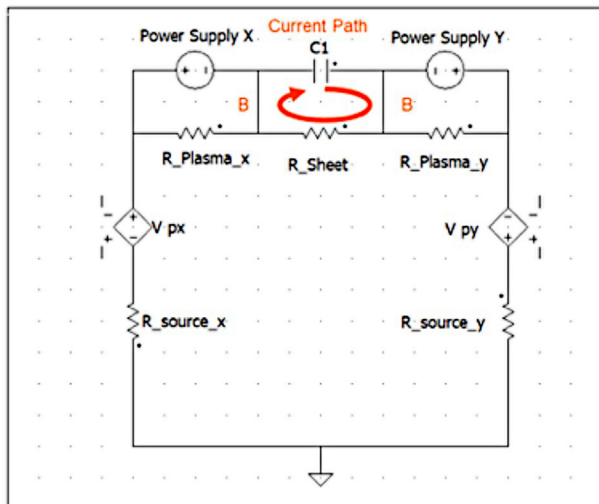 Current Path
Power Supply X
C1
Power Supply Y
+ -
- +
B
B
R_Plasma_x
R_Sheet
R_Plasma_y
V px
V py
+
-
-
+
R_source_x
R_source_y